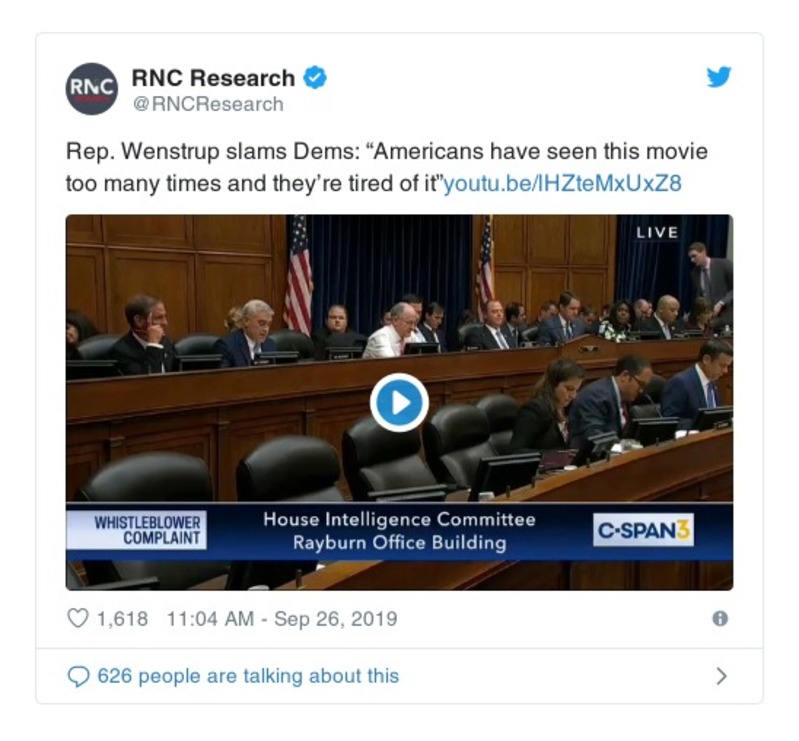 RNC
RNC Research
@RNCResearch
Rep. Wenstrup slams Dems: “Americans have seen this movie
too many times and they’re tired of it”youtu.be/lHZteMxUxZ8
LIVE
WHISTLEBLOWER
COMPLAINT
House Intelligence Committee
Rayburn Office Building
C-SPAN3
1,618 11:04 AM - Sep 26, 2019
626 people are talking about this